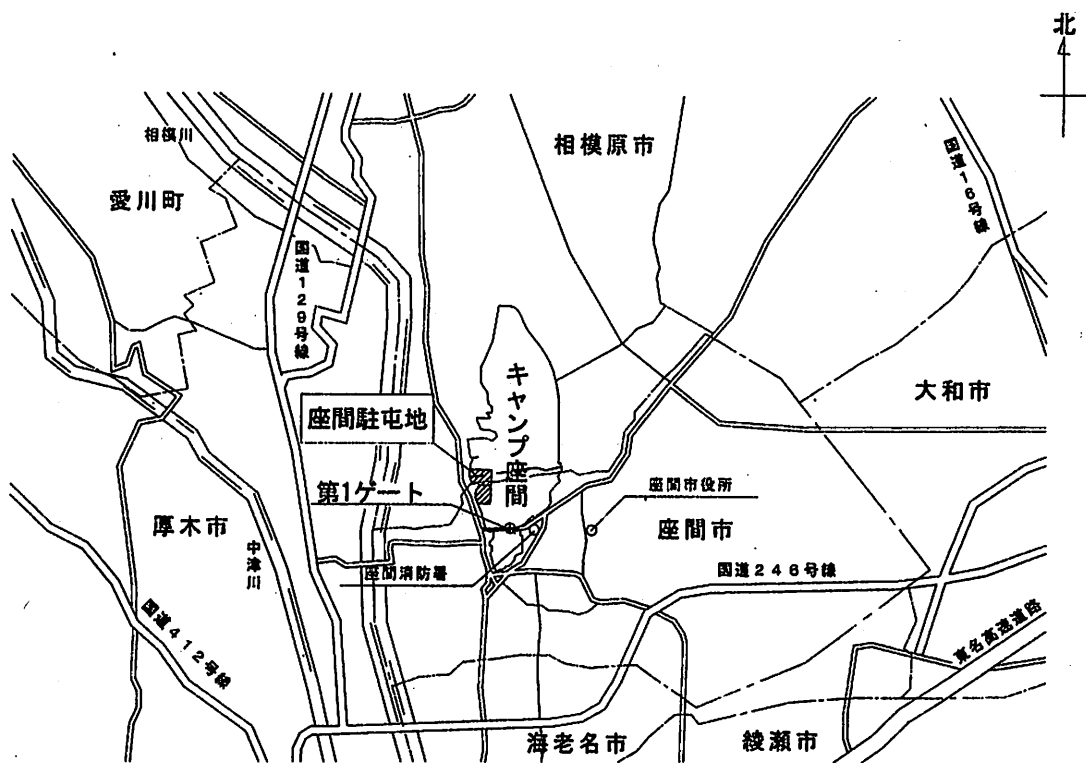 北
相模川
相模原市
国道16号線
愛川町
国道129号線
キャンプ座間
大和市
座間駐屯地
第1ゲート
座間市役所
厚木市
座間市
中津川
座間消防署
国道246号線
国道412号線
東名高速道路
海老名市
綾瀬市